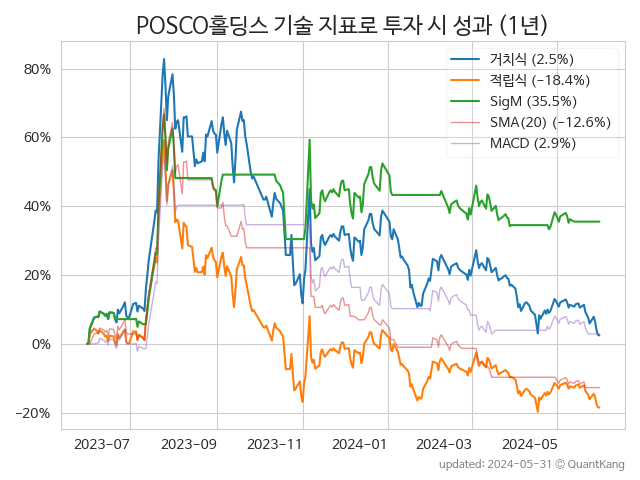 POSCO홀딩스 기술 지표로 투자 시 성과 (1년)
거치식 (2.5%)
적립식 (−18.4%)
SigM (35.5%)
SMA(20) (−12.6%)
MACD (2.9%)
80%
60%
40%
20%
0%
−20%
2023-07 2023-09 2023-11 2024-01 2024-03 2024-05
updated: 2024-05-31 © QuantKang